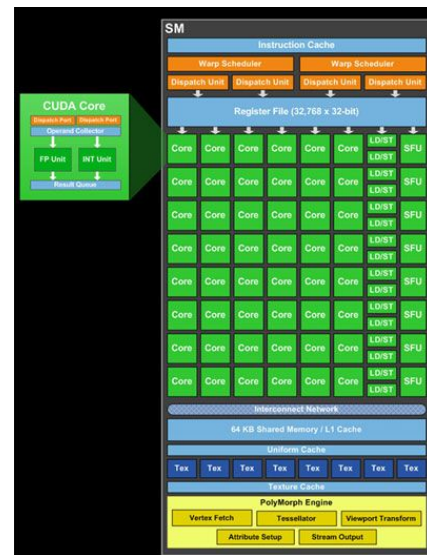 SM
Instruction Cache
Warp Scheduler Warp Scheduler
Dispatch Unit Dispatch Unit Dispatch Unit Dispatch Unit
Register File (32,768 x 32-bit)
CUDA Core
Dispatch Port Dispatch Port
Operand Collector
FP Unit INT Unit
Result Queue
LD/ST
Core Core Core Core Core Core SFU
LD/ST
LD/ST
Core Core Core Core Core Core SFU
LD/ST
LD/ST
Core Core Core Core Core Core SFU
LD/ST
LD/ST
Core Core Core Core Core Core SFU
LD/ST
LD/ST
Core Core Core Core Core Core SFU
LD/ST
LD/ST
Core Core Core Core Core Core SFU
LD/ST
LD/ST
Core Core Core Core Core Core SFU
LD/ST
LD/ST
Core Core Core Core Core Core SFU
LD/ST
Interconnect Network
64 KB Shared Memory / L1 Cache
Uniform Cache
Tex Tex Tex Tex Tex Tex Tex Tex
Texture Cache
PolyMorph Engine
Vertex Fetch Tessellator Viewport Transform
Attribute Setup Stream Output